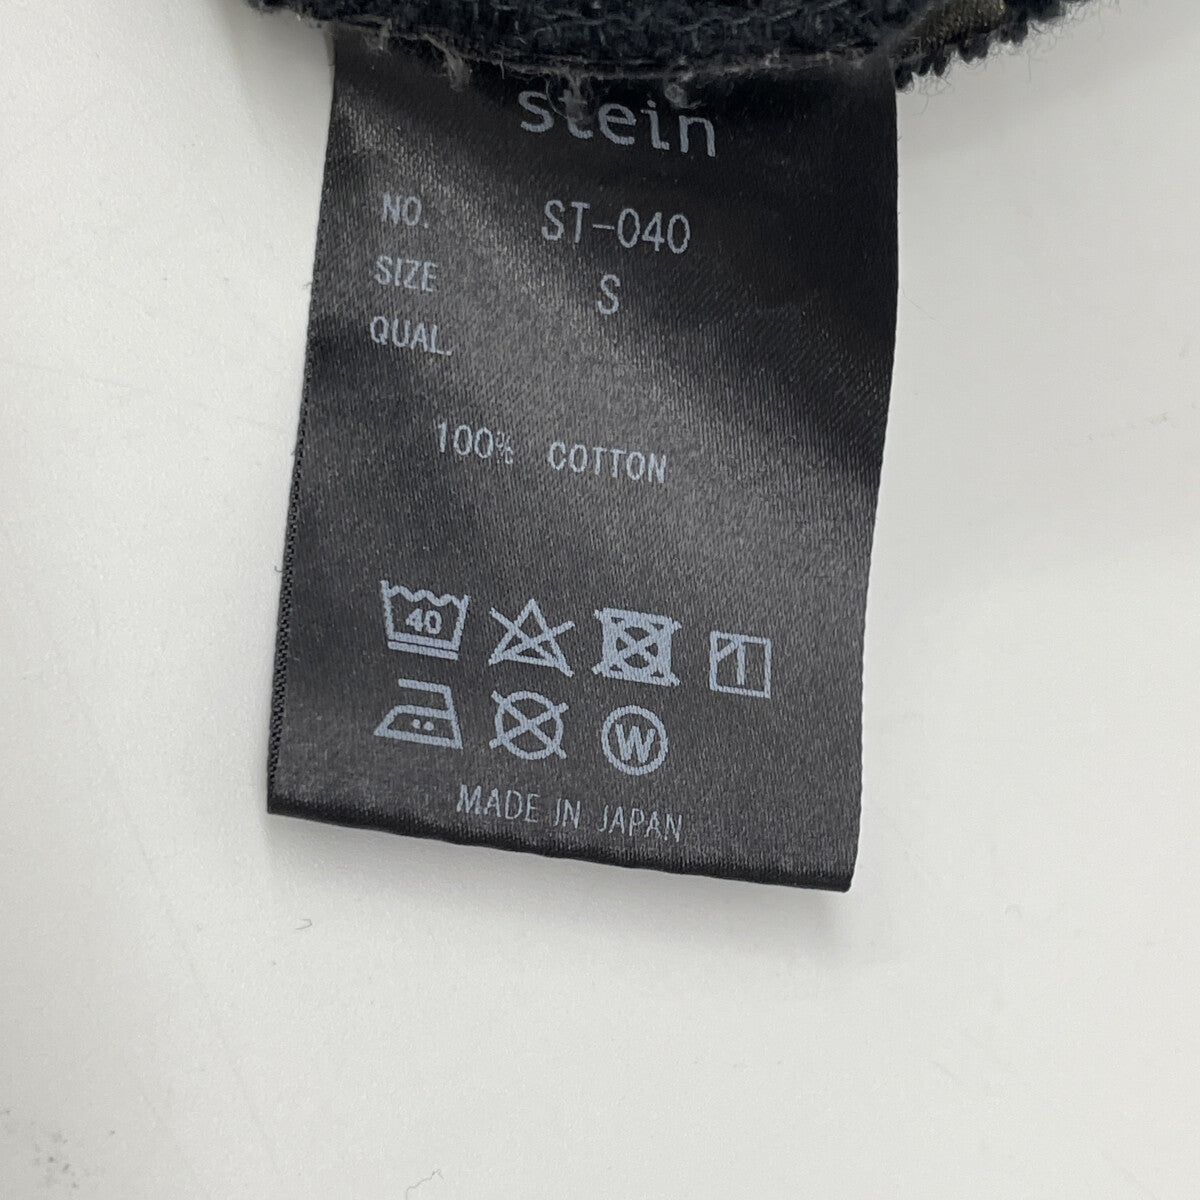 stein
NO. ST-040
SIZE S
QUAL.
100% COTTON
40
W
MADE IN JAPAN